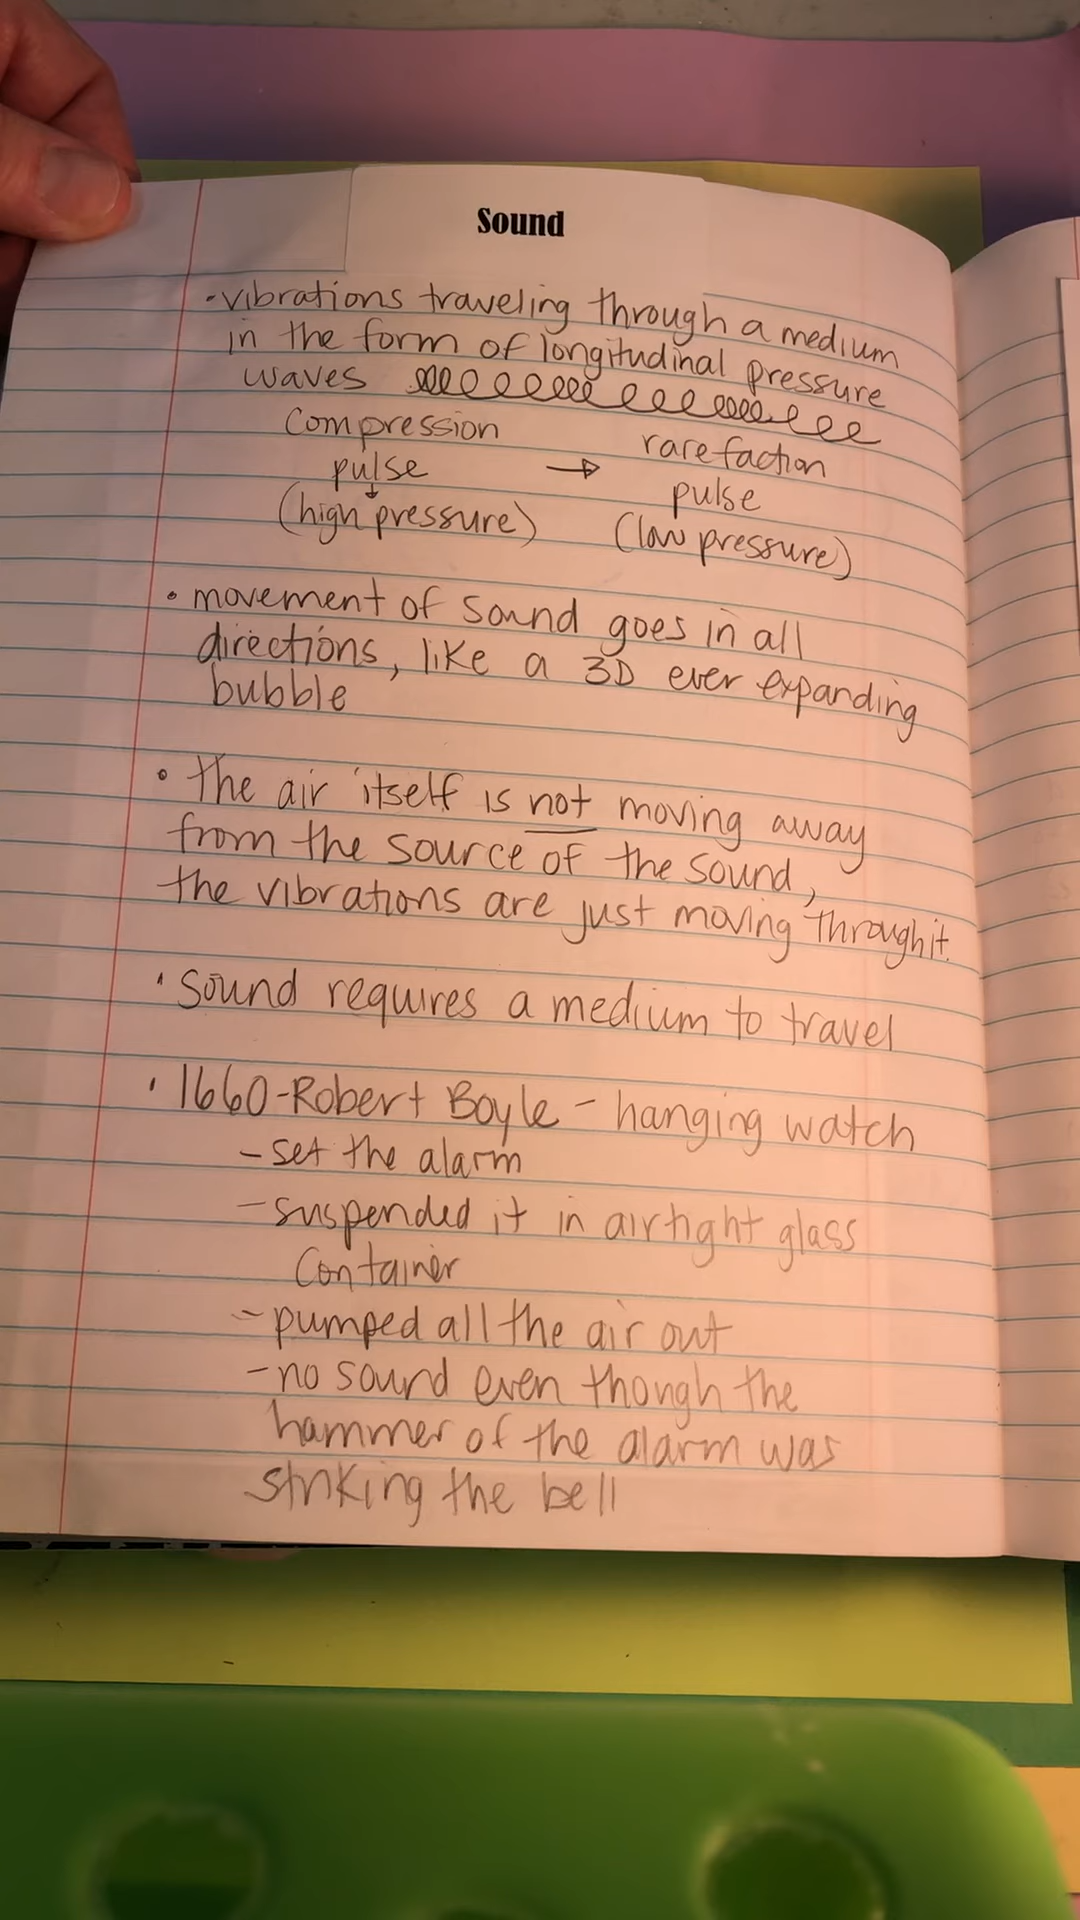 Sound
• vibrations traveling through a medium
in the form of longitudinal pressure
waves
Compression rarefaction
pulse → pulse
(high pressure) (low pressure)
• movement of sound goes in all
directions, like a 3D ever expanding
bubble
• the air itself is not moving away
from the source of the sound,
the vibrations are just moving through it.
• Sound requires a medium to travel
• 1660-Robert Boyle - hanging watch
- set the alarm
- suspended it in airtight glass
Container
- pumped all the air out
- no sound even though the
hammer of the alarm was
striking the bell